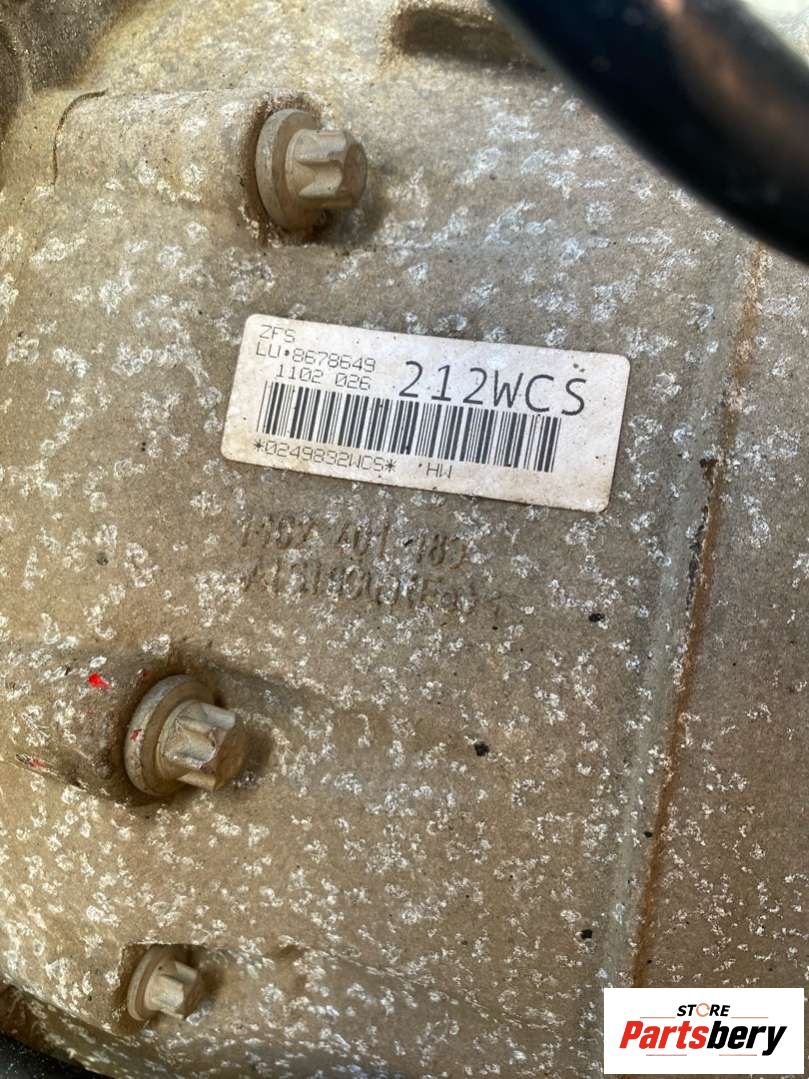 ZFS
LU•8678649
1102 026
212WCS
*0249832WCS* HW
STORE
Partsbery